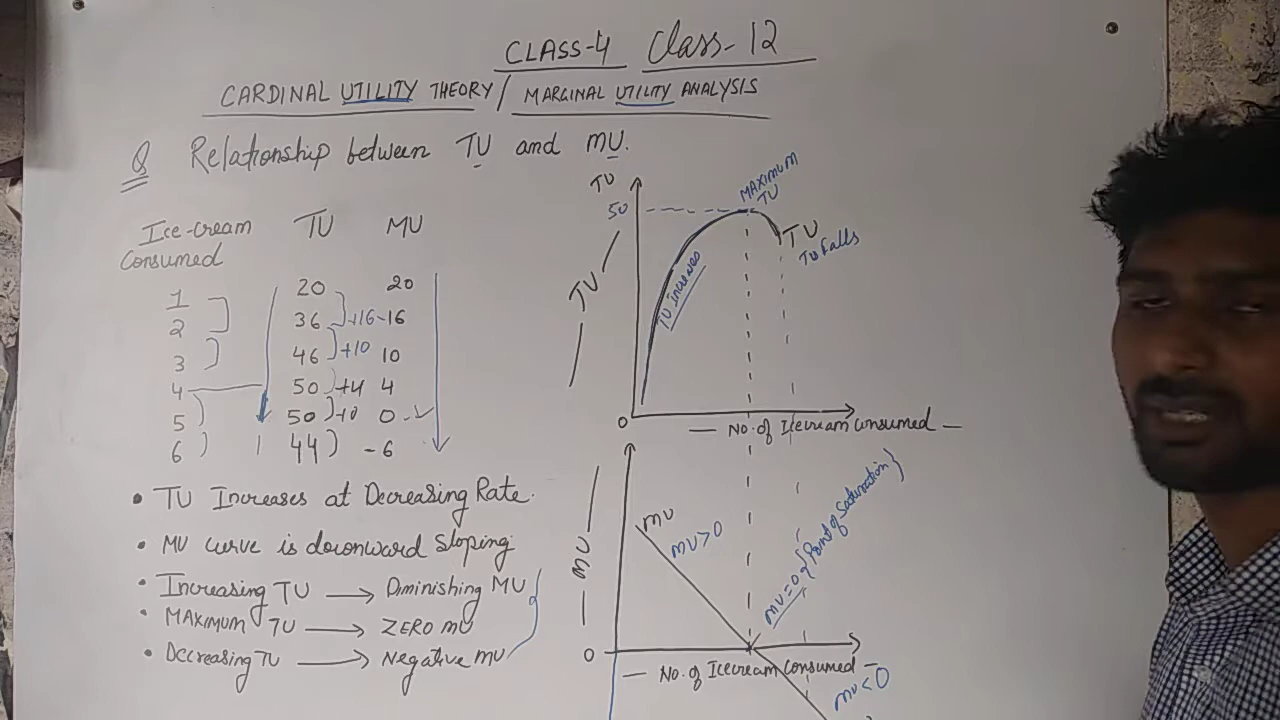 CLASS-4 Class-12
CARDINAL UTILITY THEORY / MARGINAL UTILITY ANALYSIS
Q Relationship between TU and MU.
Ice-cream Consumed TU MU
1 20 20
2 36 +16 -16
3 46 +10 10
4 50 +4 4
5 50 +0 0
6 44 -6
• TU Increases at Decreasing Rate.
• MU curve is downward sloping
• Increasing TU → Diminishing MU
• MAXIMUM TU → ZERO MU
• Decreasing TU → Negative MU
TU
50
MAXIMUM
TU
TU
TU Falls
TU increases
TU
0
No. of Icecream Consumed
MU
MU
MU>0
MU=0 {Point of Saturation}
0
No. of Icecream Consumed
MU<0